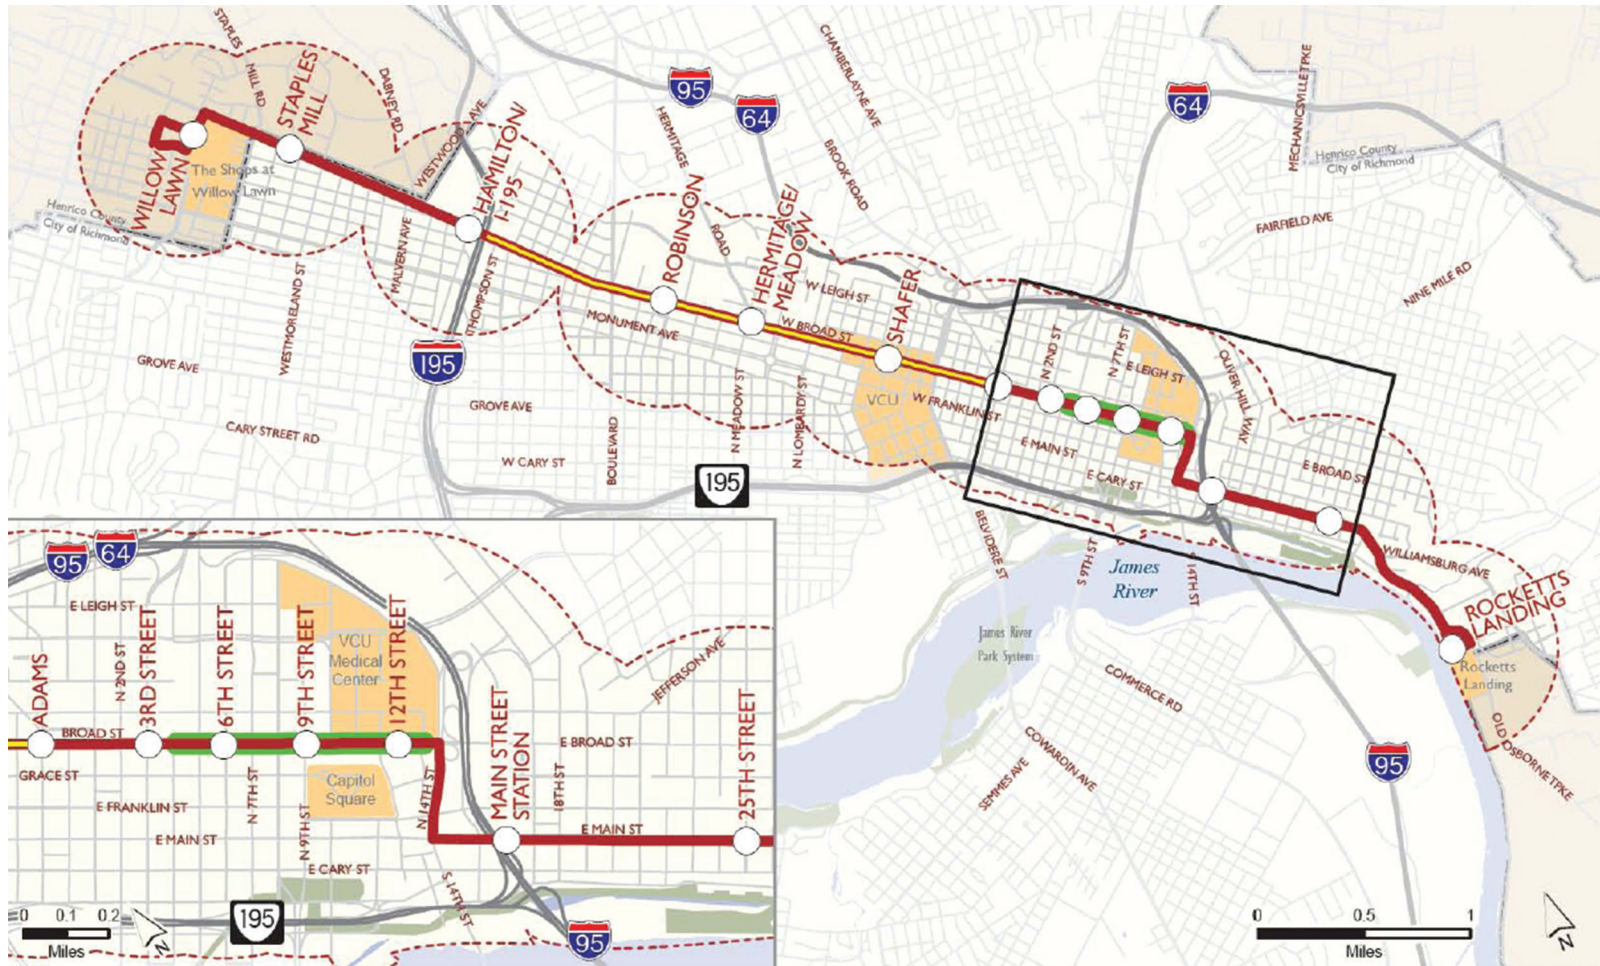 STAPLES
MILL RD
STAPLES
MILL
DABNEY RD
WESTWOOD AVE
HAMILTON/
I-195
WILLOW
LAWN
The Shops at
Willow Lawn
Henrico County
City of Richmond
MALVERN AVE
THOMPSON ST
WESTMORELAND ST
GROVE AVE
CARY STREET RD
195
95
64
CHAMBERLAYNE AVE
HERMITAGE
ROAD
BROOK ROAD
ROBINSON
HERMITAGE/
MEADOW
W LEIGH ST
SHAFER
MONUMENT AVE
W BROAD ST
GROVE AVE
W CARY ST
BOULEVARD
N MEADOW ST
N LOMBARDY ST
VCU
W FRANKLIN ST
195
64
MECHANICSVILLE TPKE
Henrico County
City of Richmond
FAIRFIELD AVE
NINE MILE RD
N 2ND ST
N 7TH ST
E LEIGH ST
OLIVER HILL WAY
E MAIN ST
E CARY ST
E BROAD ST
BELVIDERE ST
S 9TH ST
S 14TH ST
James
River
WILLIAMSBURG AVE
ROCKETTS
LANDING
Rocketts
Landing
OLD OSBORNE TPKE
James River
Park System
COMMERCE RD
COWARDIN AVE
SEMMES AVE
95
0 0.5 1
Miles
N
95
64
E LEIGH ST
N 2ND ST
ADAMS
3RD STREET
6TH STREET
9TH STREET
12TH STREET
VCU
Medical
Center
MAIN STREET
STATION
25TH STREET
JEFFERSON AVE
BROAD ST
E BROAD ST
GRACE ST
N 7TH ST
Capitol
Square
N 14TH ST
18TH ST
E FRANKLIN ST
N 9TH ST
E MAIN ST
E MAIN ST
E CARY ST
S 14TH ST
0 0.1 0.2
Miles
N
195
95